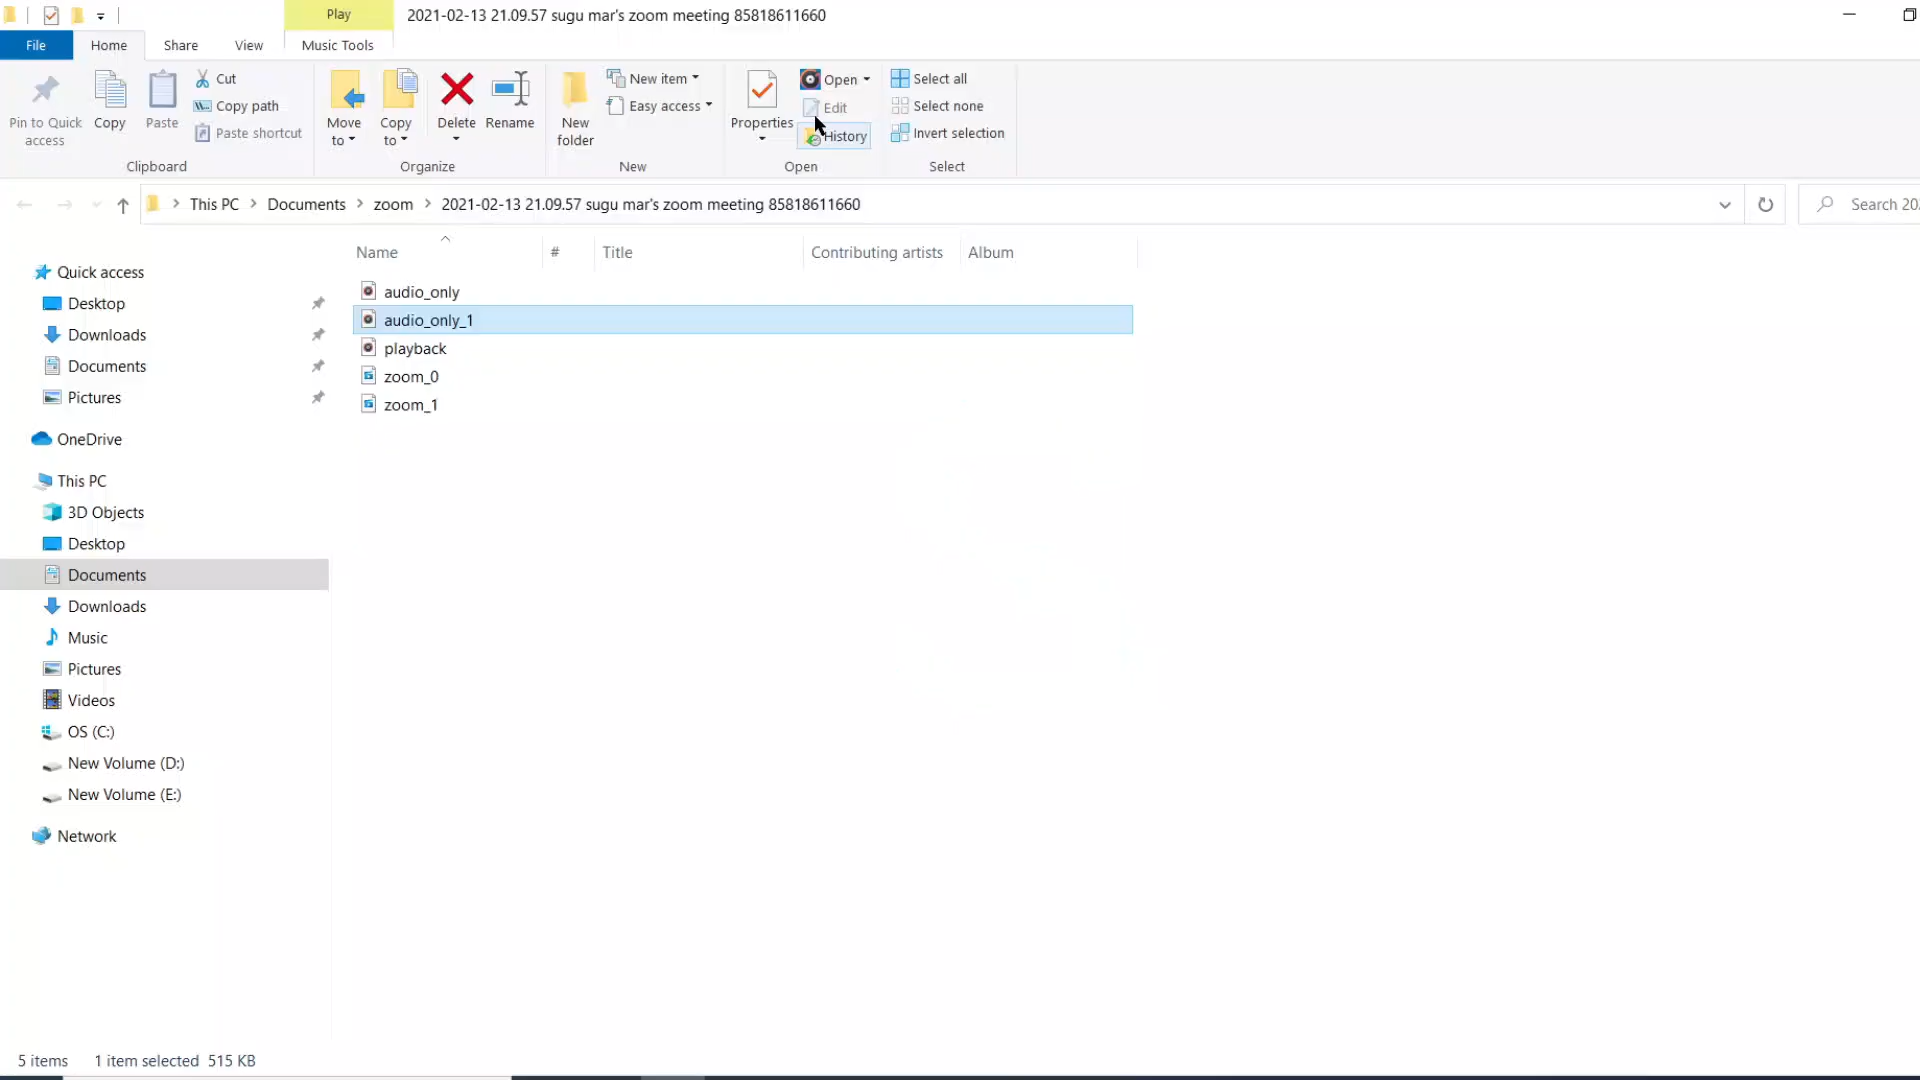 Play
2021-02-13 21.09.57 sugu mar's zoom meeting 85818611660
File Home Share View Music Tools
Pin to Quick access
Copy
Paste
Cut
Copy path
Paste shortcut
Clipboard
Move to
Copy to
Delete
Rename
Organize
New folder
New item
Easy access
New
Properties
Open
Edit
History
Open
Select all
Select none
Invert selection
Select
This PC > Documents > zoom > 2021-02-13 21.09.57 sugu mar's zoom meeting 85818611660
Search 20
Name # Title Contributing artists Album
audio_only
audio_only_1
playback
zoom_0
zoom_1
Quick access
Desktop
Downloads
Documents
Pictures
OneDrive
This PC
3D Objects
Desktop
Documents
Downloads
Music
Pictures
Videos
OS (C:)
New Volume (D:)
New Volume (E:)
Network
5 items 1 item selected 515 KB